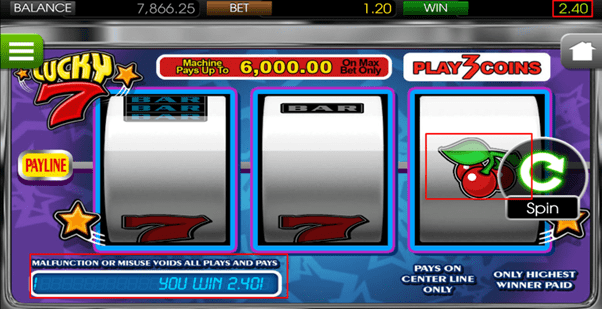 BALANCE 7,866.25 BET 1.20 WIN 2.40
LUCKY 7
Machine Pays Up To 6,000.00 On Max Bet Only
PLAY 3 COINS
BAR
BAR
BAR
BAR
PAYLINE
7
7
Spin
MALFUNCTION OR MISUSE VOIDS ALL PLAYS AND PAYS
YOU WIN 2.40!
PAYS ON
CENTER LINE
ONLY
ONLY HIGHEST
WINNER PAID